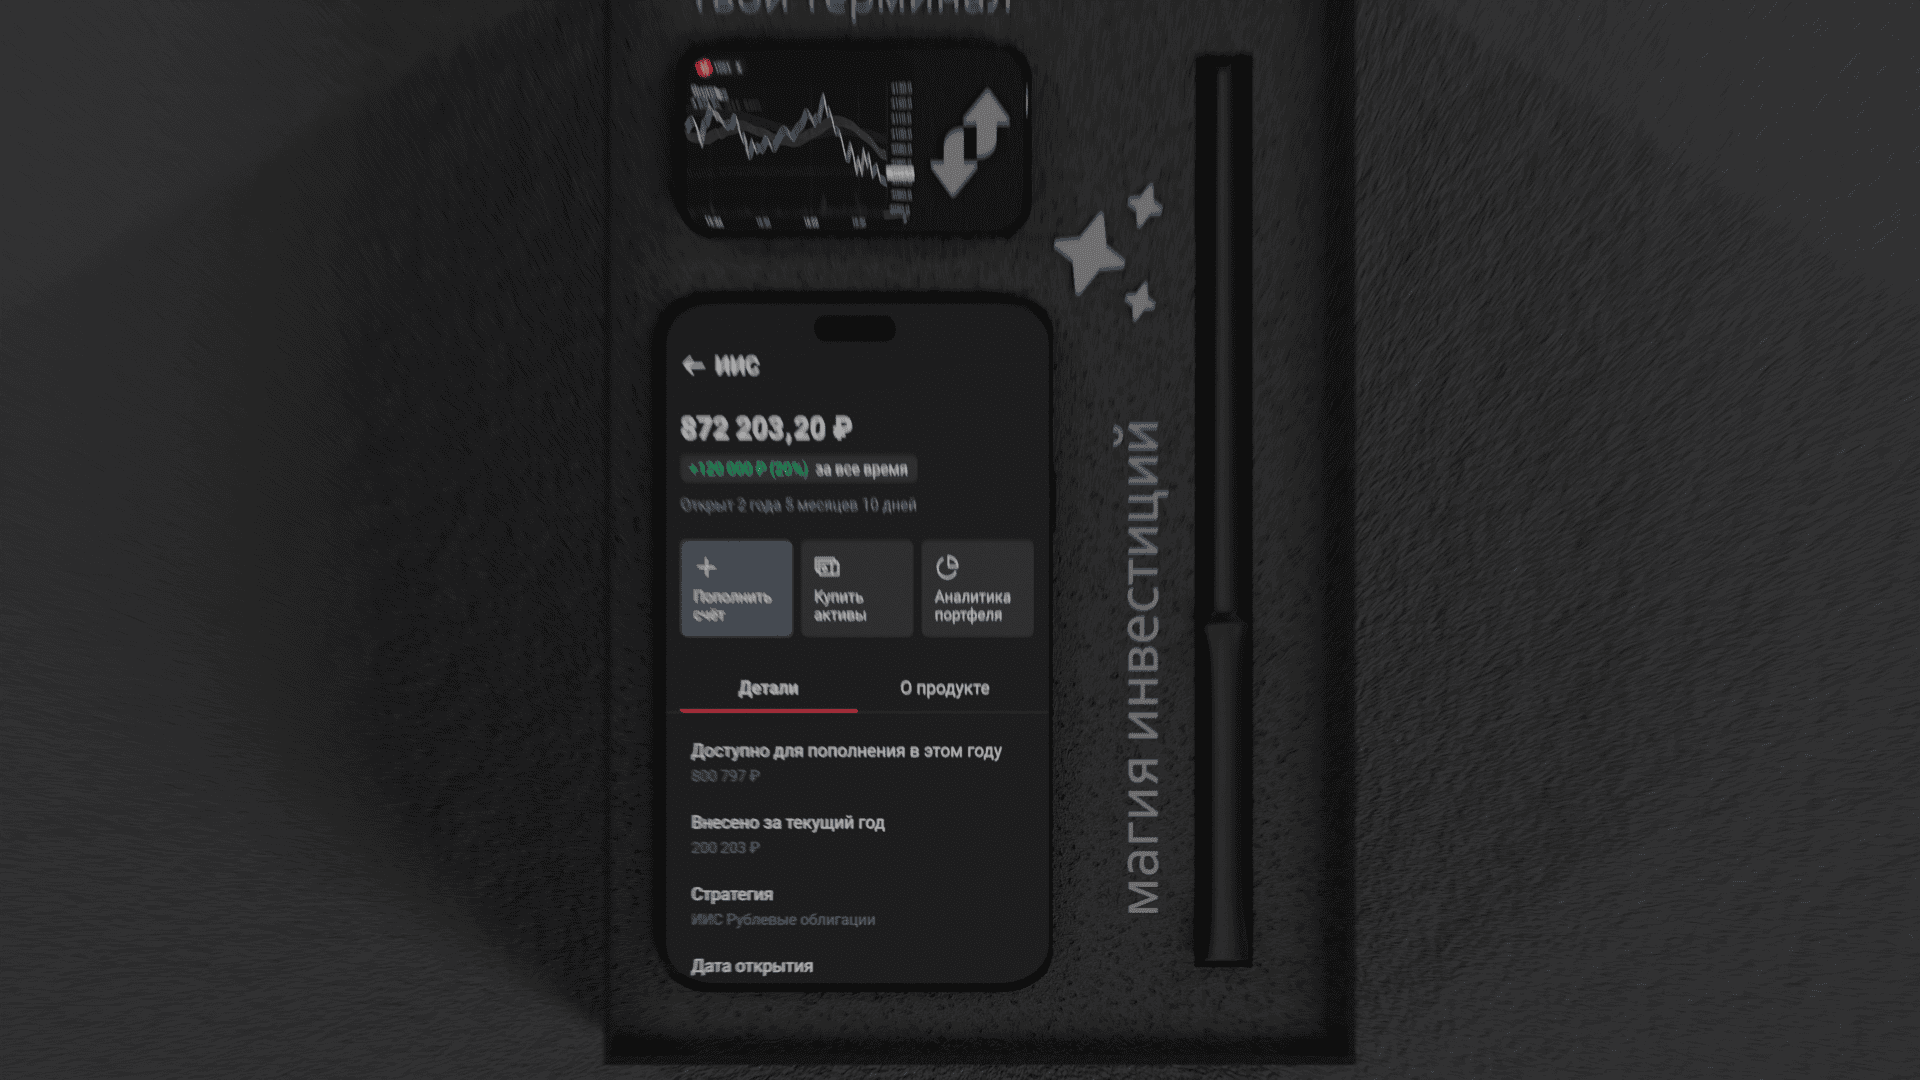 твой терминал
ИИС
872 203,20 ₽
+120 000 ₽ (20%) за все время
Открыт 2 года 5 месяцев 10 дней
Пополнить
счёт
Купить
активы
Аналитика
портфеля
Детали
О продукте
Доступно для пополнения в этом году
800 797 ₽
Внесено за текущий год
200 203 ₽
Стратегия
ИИС Рублевые облигации
Дата открытия
магия инвестиций